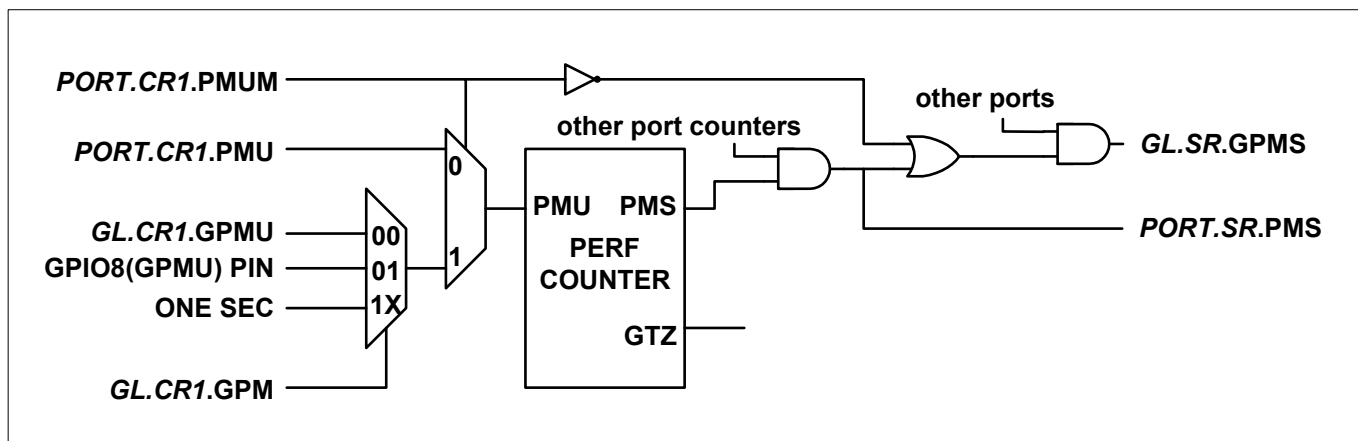 PORT.CR1.PMUM
other ports
other port counters
PORT.CR1.PMU
0
GL.SR.GPMS
PMU PMS
GL.CR1.GPMU
00
PORT.SR.PMS
PERF
GPIO8(GPMU) PIN
01
1
COUNTER
ONE SEC
1X
GTZ
GL.CR1.GPM